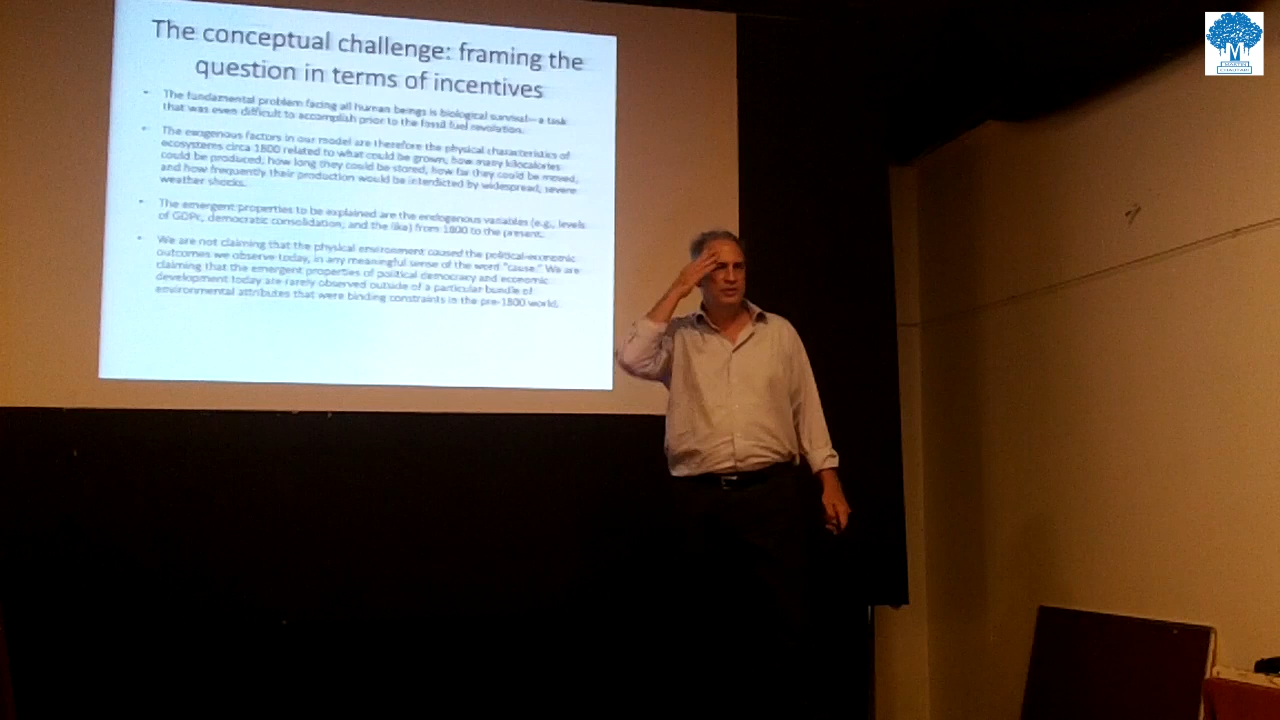 The conceptual challenge: framing the
question in terms of incentives
• The fundamental problem facing all human beings is biological survival—a task
that was even difficult to accomplish prior to the fossil fuel revolution.
• The exogenous factors in our model are therefore the physical characteristics of
ecosystems circa 1800 related to what could be grown, how many kilocalories
could be produced, how long they could be stored, how far they could be moved,
and how frequently their production would be interdicted by widespread, severe
weather shocks.
• The emergent properties to be explained are the endogenous variables (e.g., levels
of GDPc, democratic consolidation, and the like) from 1800 to the present.
• We are not claiming that the physical environment caused the political-economic
outcomes we observe today, in any meaningful sense of the word "cause." We are
claiming that the emergent properties of political democracy and economic
development today are rarely observed outside of a particular bundle of
environmental attributes that were binding constraints in the pre-1800 world.
M
MARTIN
CHAUTARI